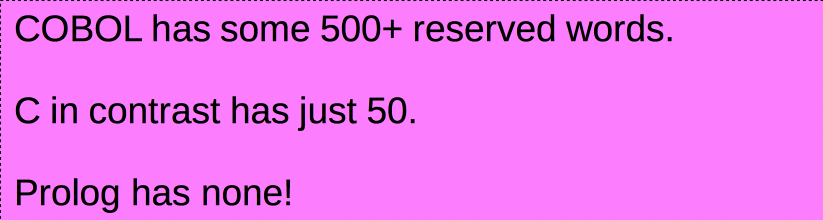 COBOL has some 500+ reserved words.
C in contrast has just 50.
Prolog has none!